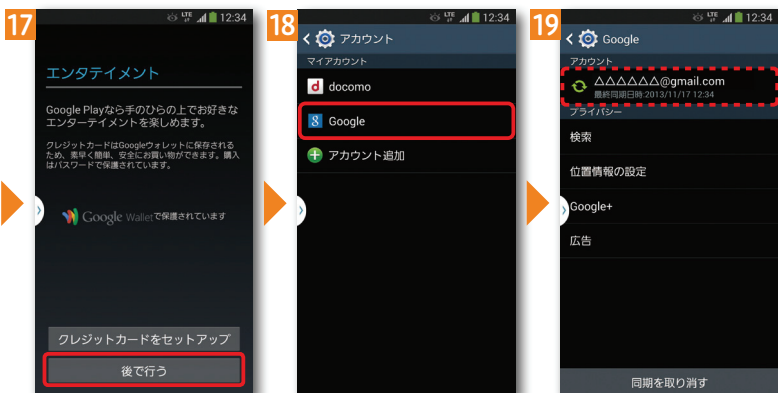 17
LTE 12:34
エンタテイメント
Google Playなら手のひらの上でお好きな
エンターテイメントを楽しめます。
クレジットカードはGoogleウォレットに保存される
ため、素早く簡単、安全にお買い物ができます。購入
はパスワードで保護されています。
Google Walletで保護されています
クレジットカードをセットアップ
後で行う
18
LTE 12:34
アカウント
マイアカウント
d docomo
8 Google
アカウント追加
19
LTE 12:34
Google
アカウント
△△△△△△@gmail.com
最終同期日時:2013/11/17 12:34
プライバシー
検索
位置情報の設定
Google+
広告
同期を取り消す